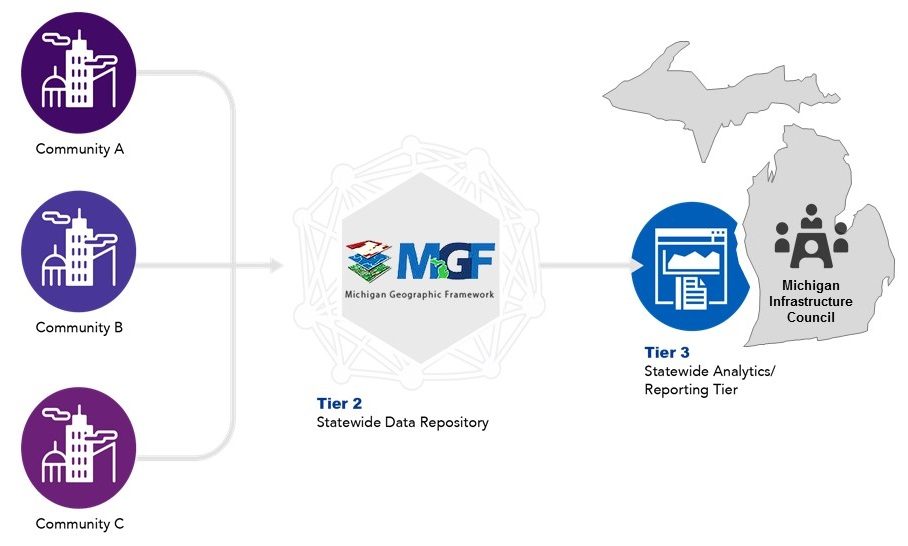 Community A
Community B
Community C
MGF
Michigan Geographic Framework
Tier 2
Statewide Data Repository
Tier 3
Statewide Analytics/
Reporting Tier
Michigan
Infrastructure
Council